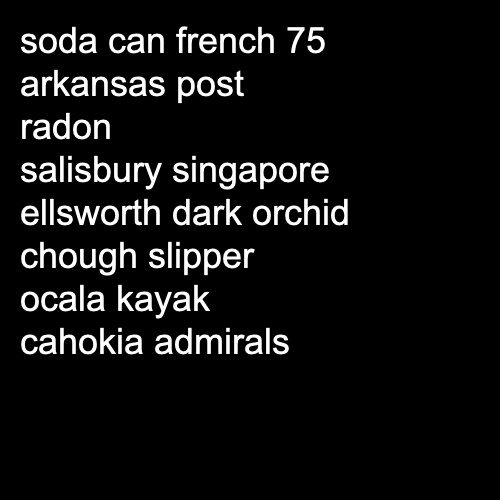 soda can french 75
arkansas post
radon
salisbury singapore
ellsworth dark orchid
chough slipper
ocala kayak
cahokia admirals